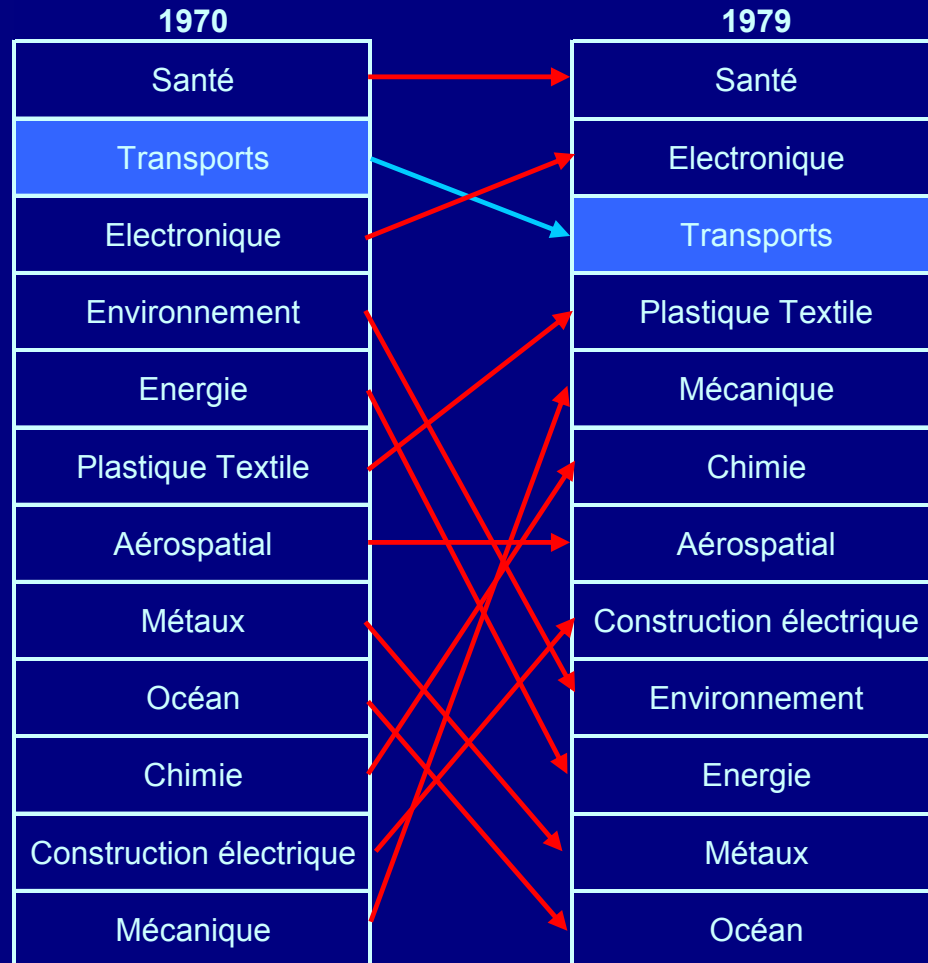 1970
Santé
Transports
Electronique
Environnement
Energie
Plastique Textile
Aérospatial
Métaux
Océan
Chimie
Construction électrique
Mécanique
1979
Santé
Electronique
Transports
Plastique Textile
Mécanique
Chimie
Aérospatial
Construction électrique
Environnement
Energie
Métaux
Océan